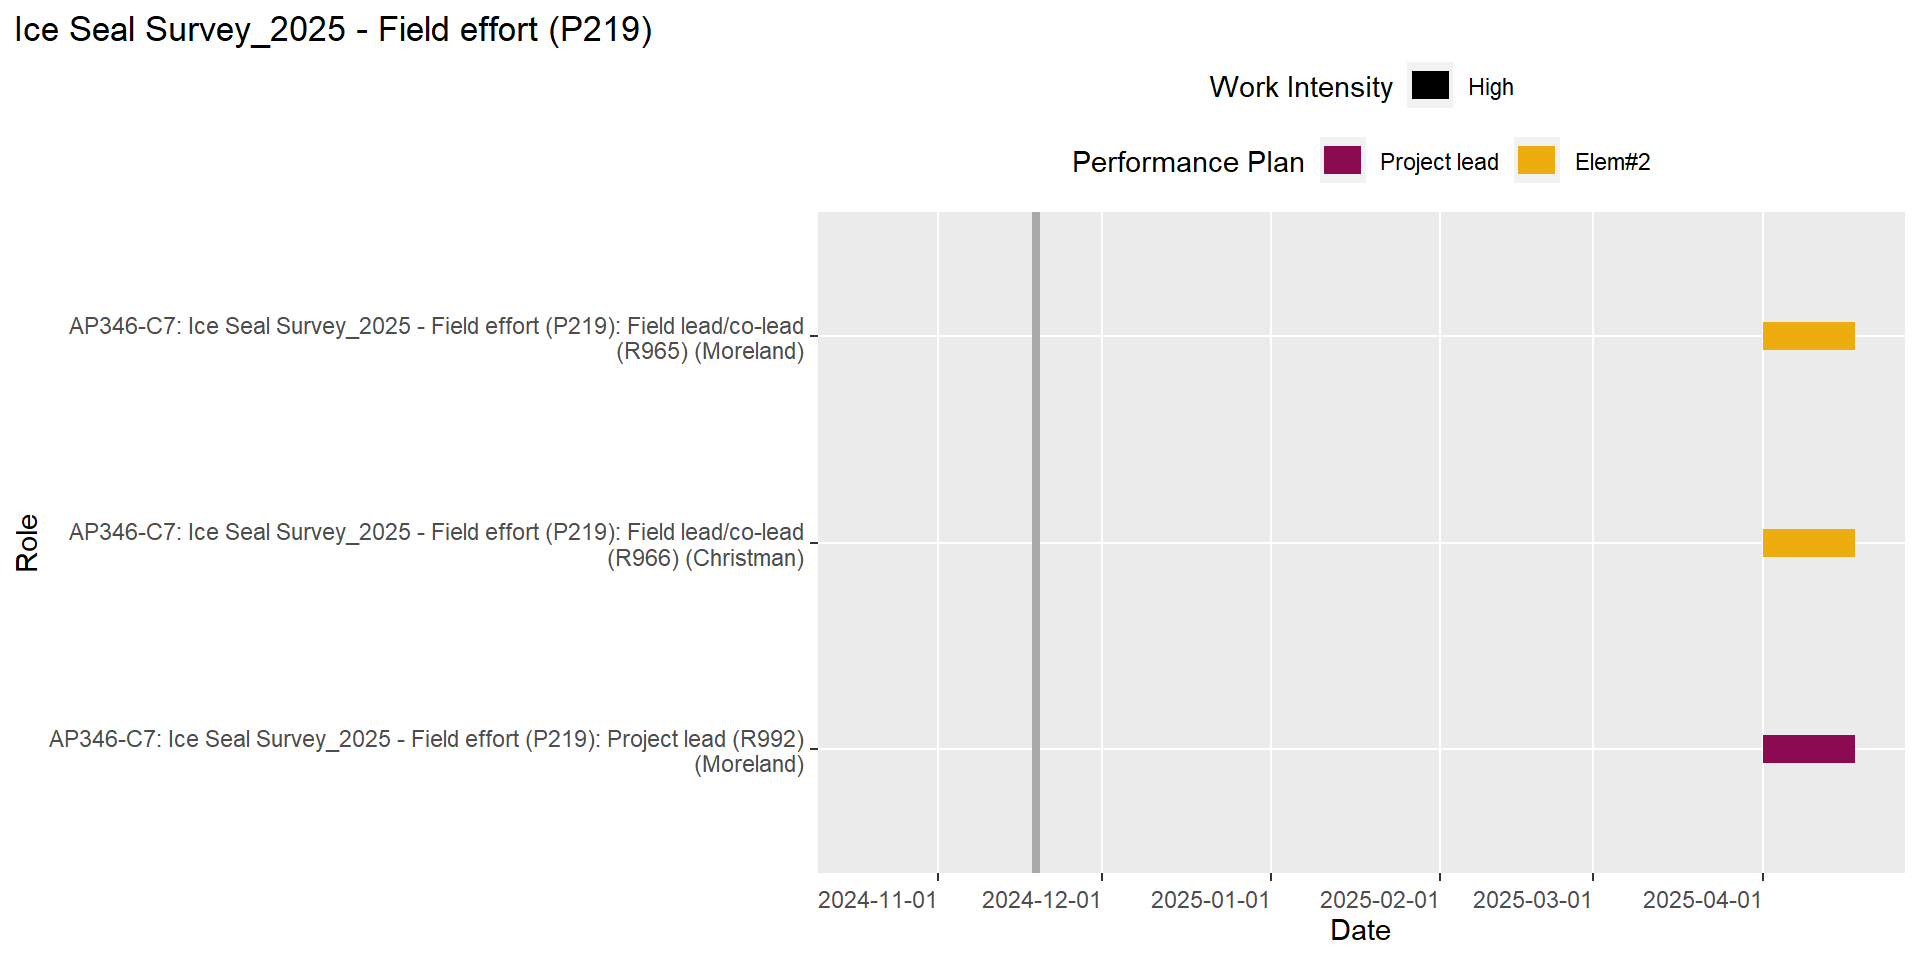 Ice Seal Survey_2025 - Field effort (P219)
Work Intensity High
Performance Plan Project lead Elem#2
AP346-C7: Ice Seal Survey_2025 - Field effort (P219): Field lead/co-lead
(R965) (Moreland)
Role
AP346-C7: Ice Seal Survey_2025 - Field effort (P219): Field lead/co-lead
(R966) (Christman)
AP346-C7: Ice Seal Survey_2025 - Field effort (P219): Project lead (R992)
(Moreland)
2024-11-01 2024-12-01 2025-01-01 2025-02-01 2025-03-01 2025-04-01
Date